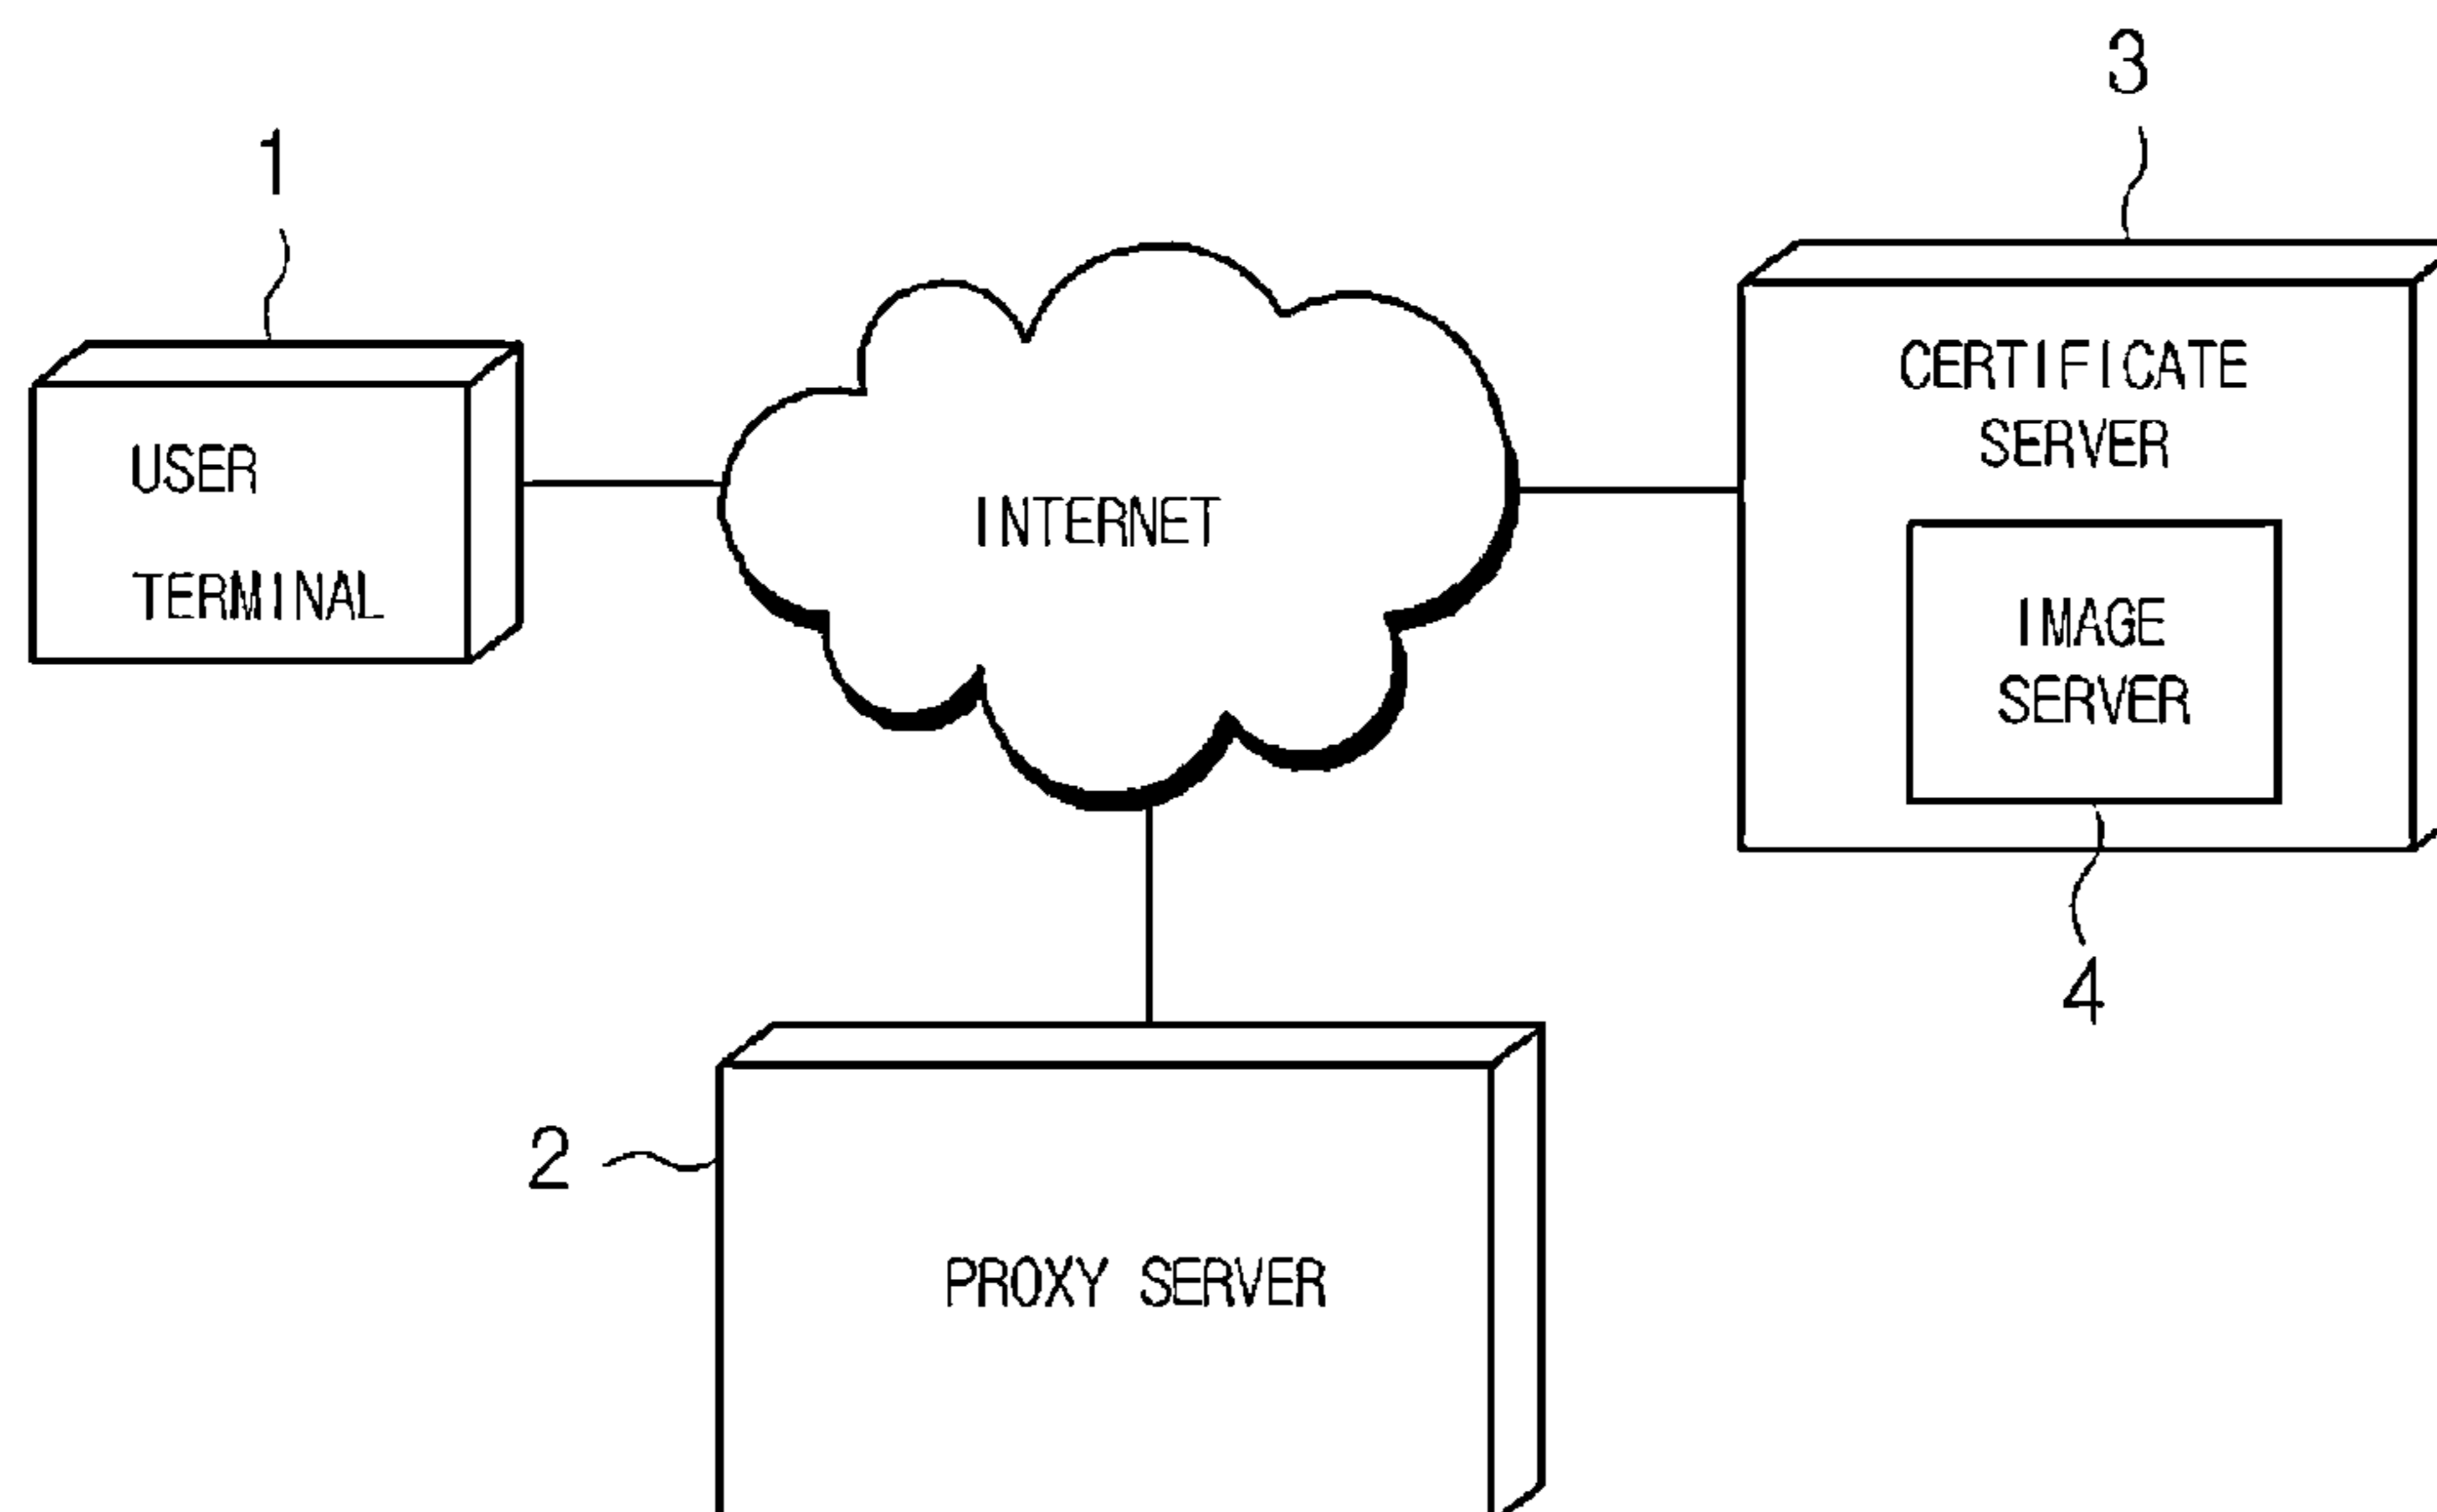 1
3
USER
TERMINAL
INTERNET
CERTIFICATE
SERVER
IMAGE
SERVER
4
2
PROXY SERVER